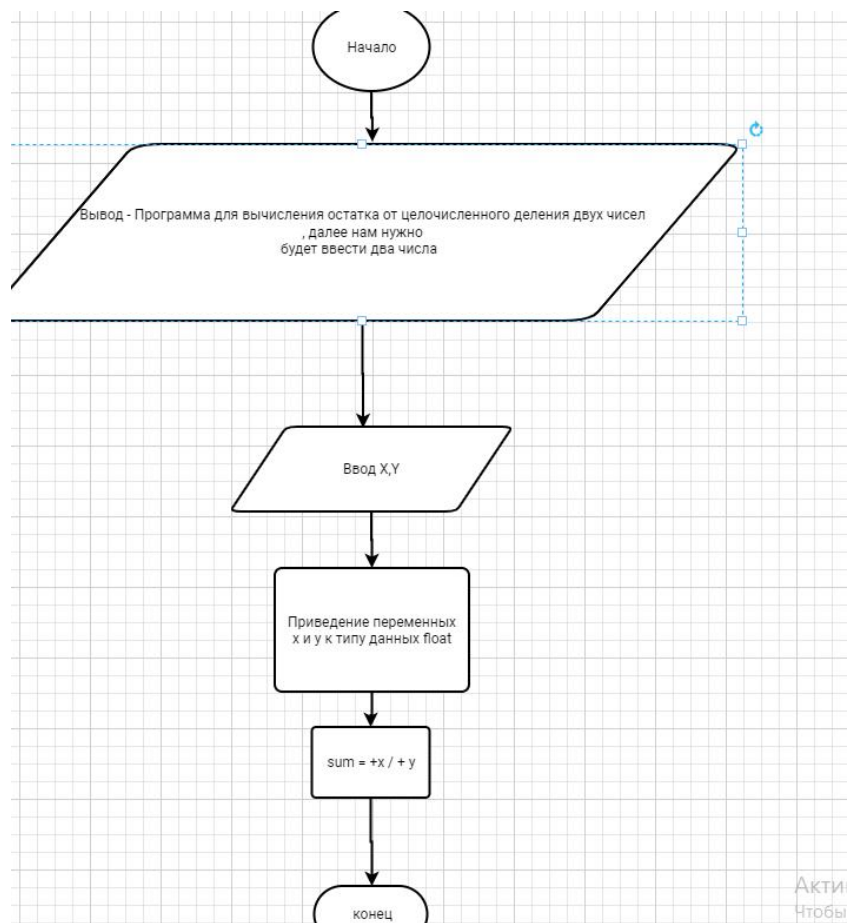 Начало
Вывод - Программа для вычисления остатка от целочисленного деления двух чисел
, далее нам нужно
будет ввести два числа
Ввод X,Y
Приведение переменных
x и y к типу данных float
sum = +x / + y
конец
Чтобы